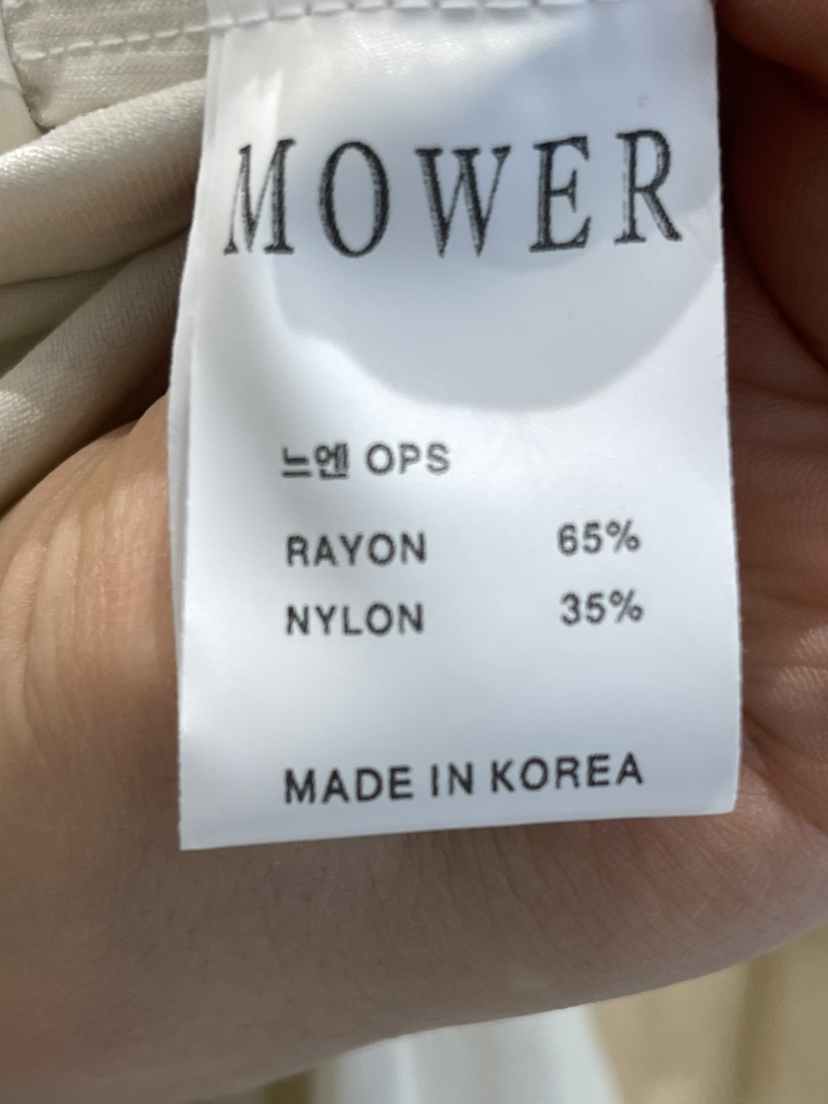 MOWER
느엔 OPS
RAYON 65%
NYLON 35%
MADE IN KOREA